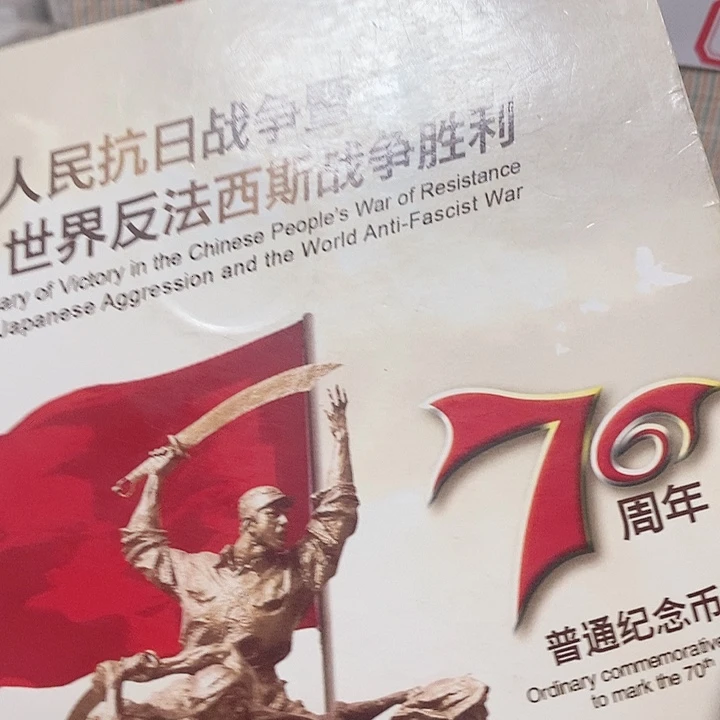 人民抗日战争暨
世界反法西斯战争胜利
ary of Victory in the Chinese People's War of Resistance
Japanese Aggression and the World Anti-Fascist War
70
周年
普通纪念币
Ordinary commemorative
to mark the 70th